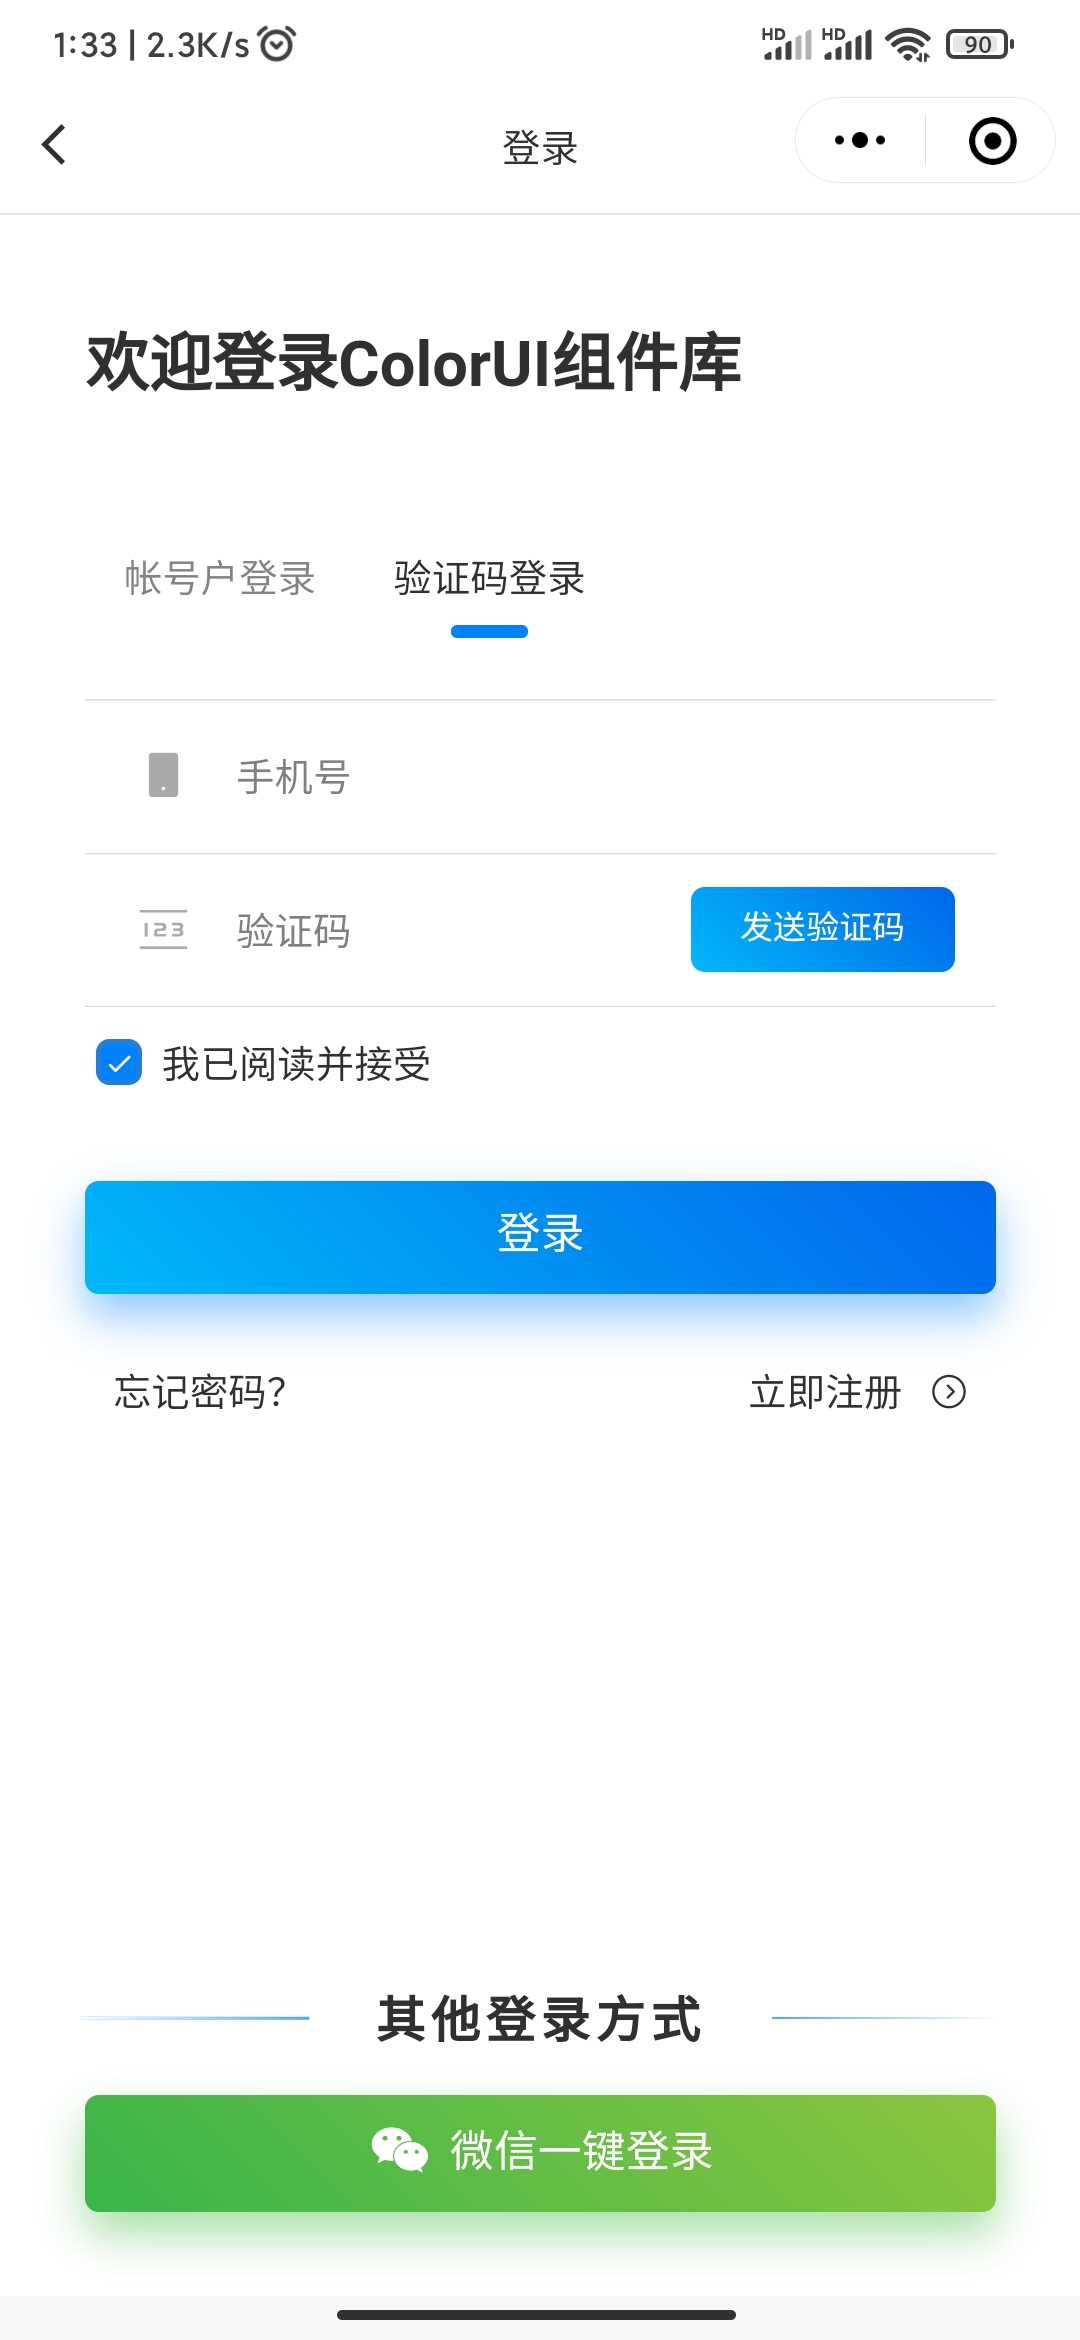 1:33 | 2.3K/s HD HD 90
登录
欢迎登录ColorUI组件库
帐号户登录 验证码登录
手机号
123 验证码 发送验证码
我已阅读并接受
登录
忘记密码? 立即注册
其他登录方式
微信一键登录